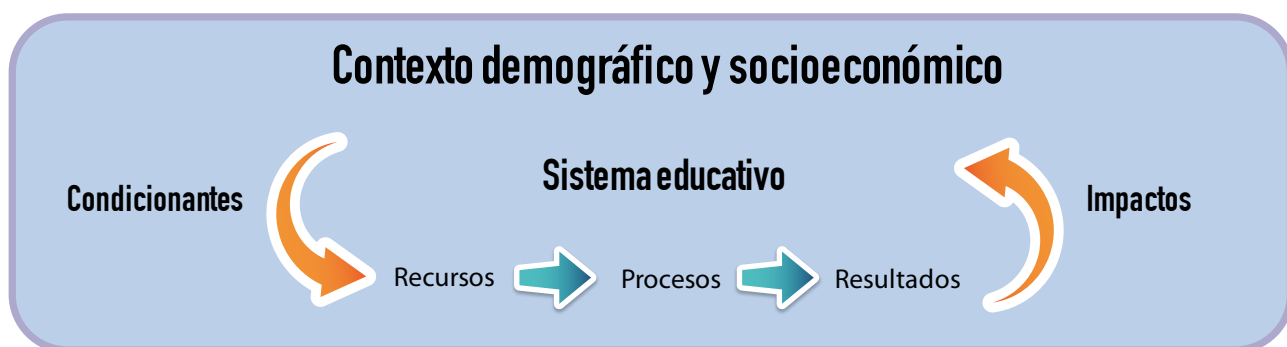 Contexto demográfico y socioeconómico
Sistema educativo
Condicionantes
Impactos
Recursos
Procesos
Resultados